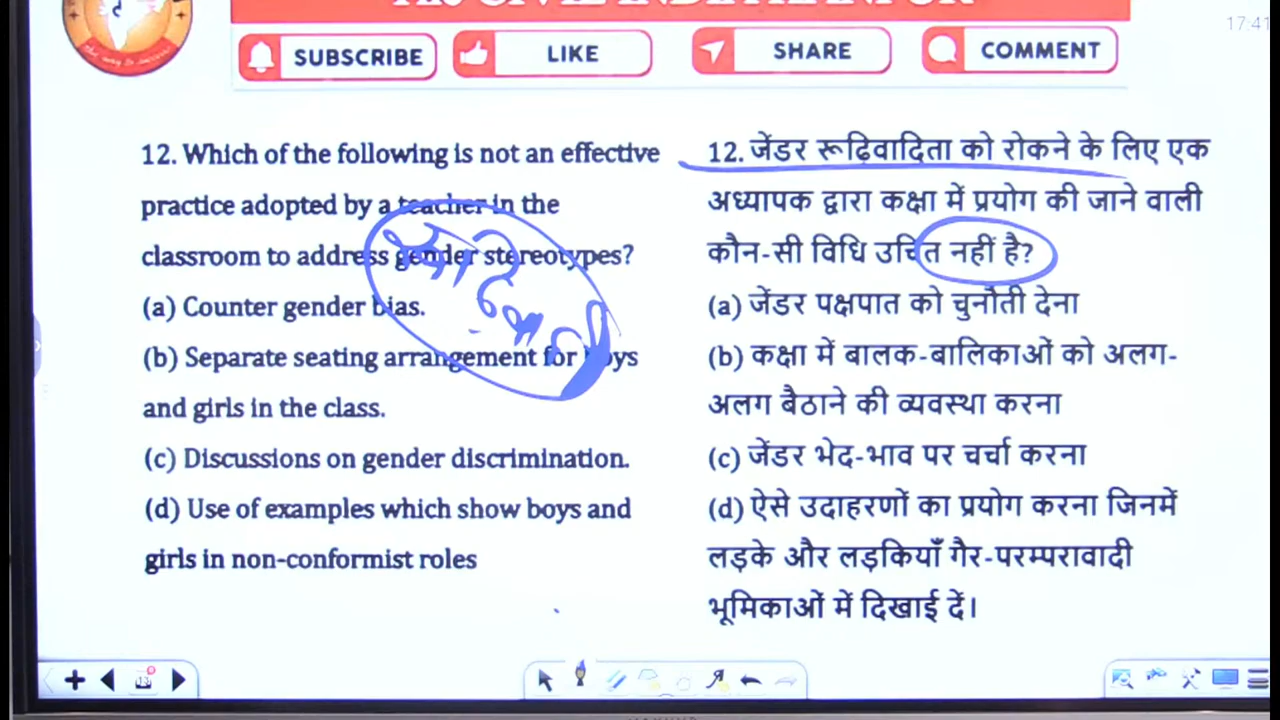 17:41
SUBSCRIBE
LIKE
SHARE
COMMENT
12. Which of the following is not an effective
practice adopted by a teacher in the
classroom to address gender stereotypes?
(a) Counter gender bias.
(b) Separate seating arrangement for boys
and girls in the class.
(c) Discussions on gender discrimination.
(d) Use of examples which show boys and
girls in non-conformist roles
12. जेंडर रूढ़िवादिता को रोकने के लिए एक
अध्यापक द्वारा कक्षा में प्रयोग की जाने वाली
कौन-सी विधि उचित नहीं है?
(a) जेंडर पक्षपात को चुनौती देना
(b) कक्षा में बालक-बालिकाओं को अलग-
अलग बैठाने की व्यवस्था करना
(c) जेंडर भेद-भाव पर चर्चा करना
(d) ऐसे उदाहरणों का प्रयोग करना जिनमें
लड़के और लड़कियाँ गैर-परम्परावादी
भूमिकाओं में दिखाई दें।
13